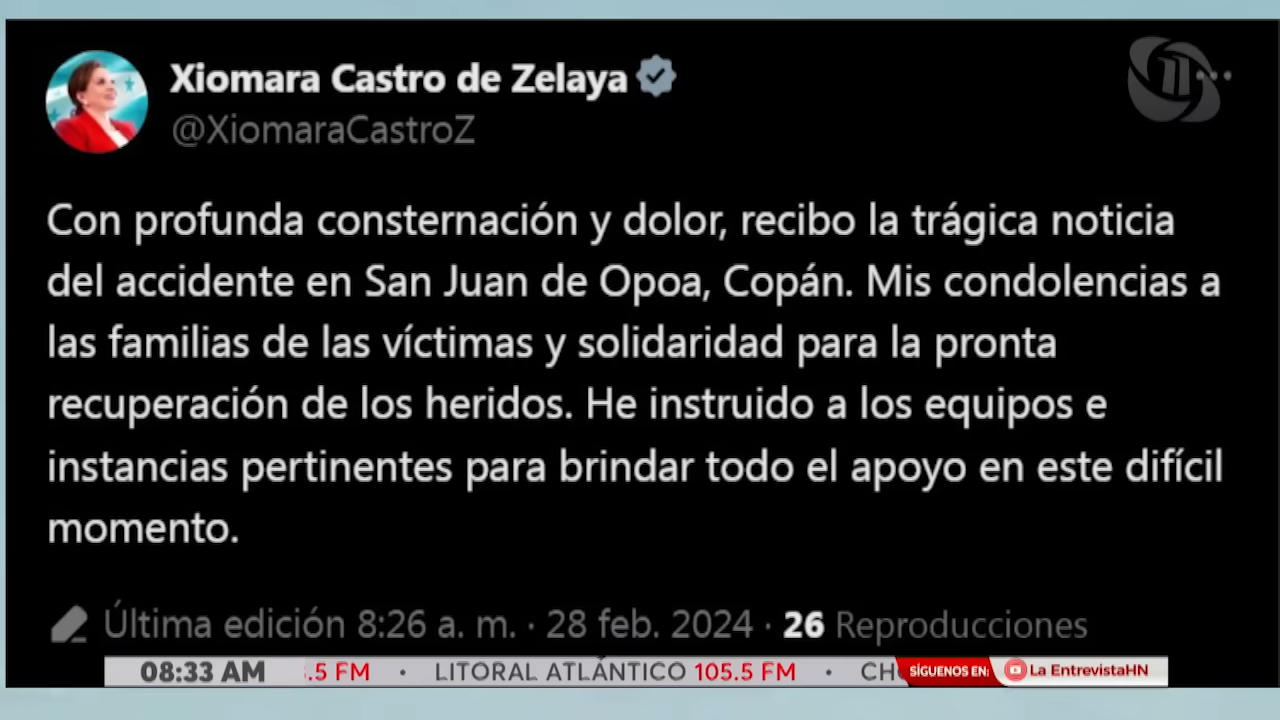 Xiomara Castro de Zelaya
@XiomaraCastroZ
Con profunda consternación y dolor, recibo la trágica noticia
del accidente en San Juan de Opoa, Copán. Mis condolencias a
las familias de las víctimas y solidaridad para la pronta
recuperación de los heridos. He instruido a los equipos e
instancias pertinentes para brindar todo el apoyo en este difícil
momento.
Última edición 8:26 a. m. · 28 feb. 2024 · 26 Reproducciones
08:33 AM .5 FM • LITORAL ATLÁNTICO 105.5 FM • SÍGUENOS EN: La EntrevistaHN